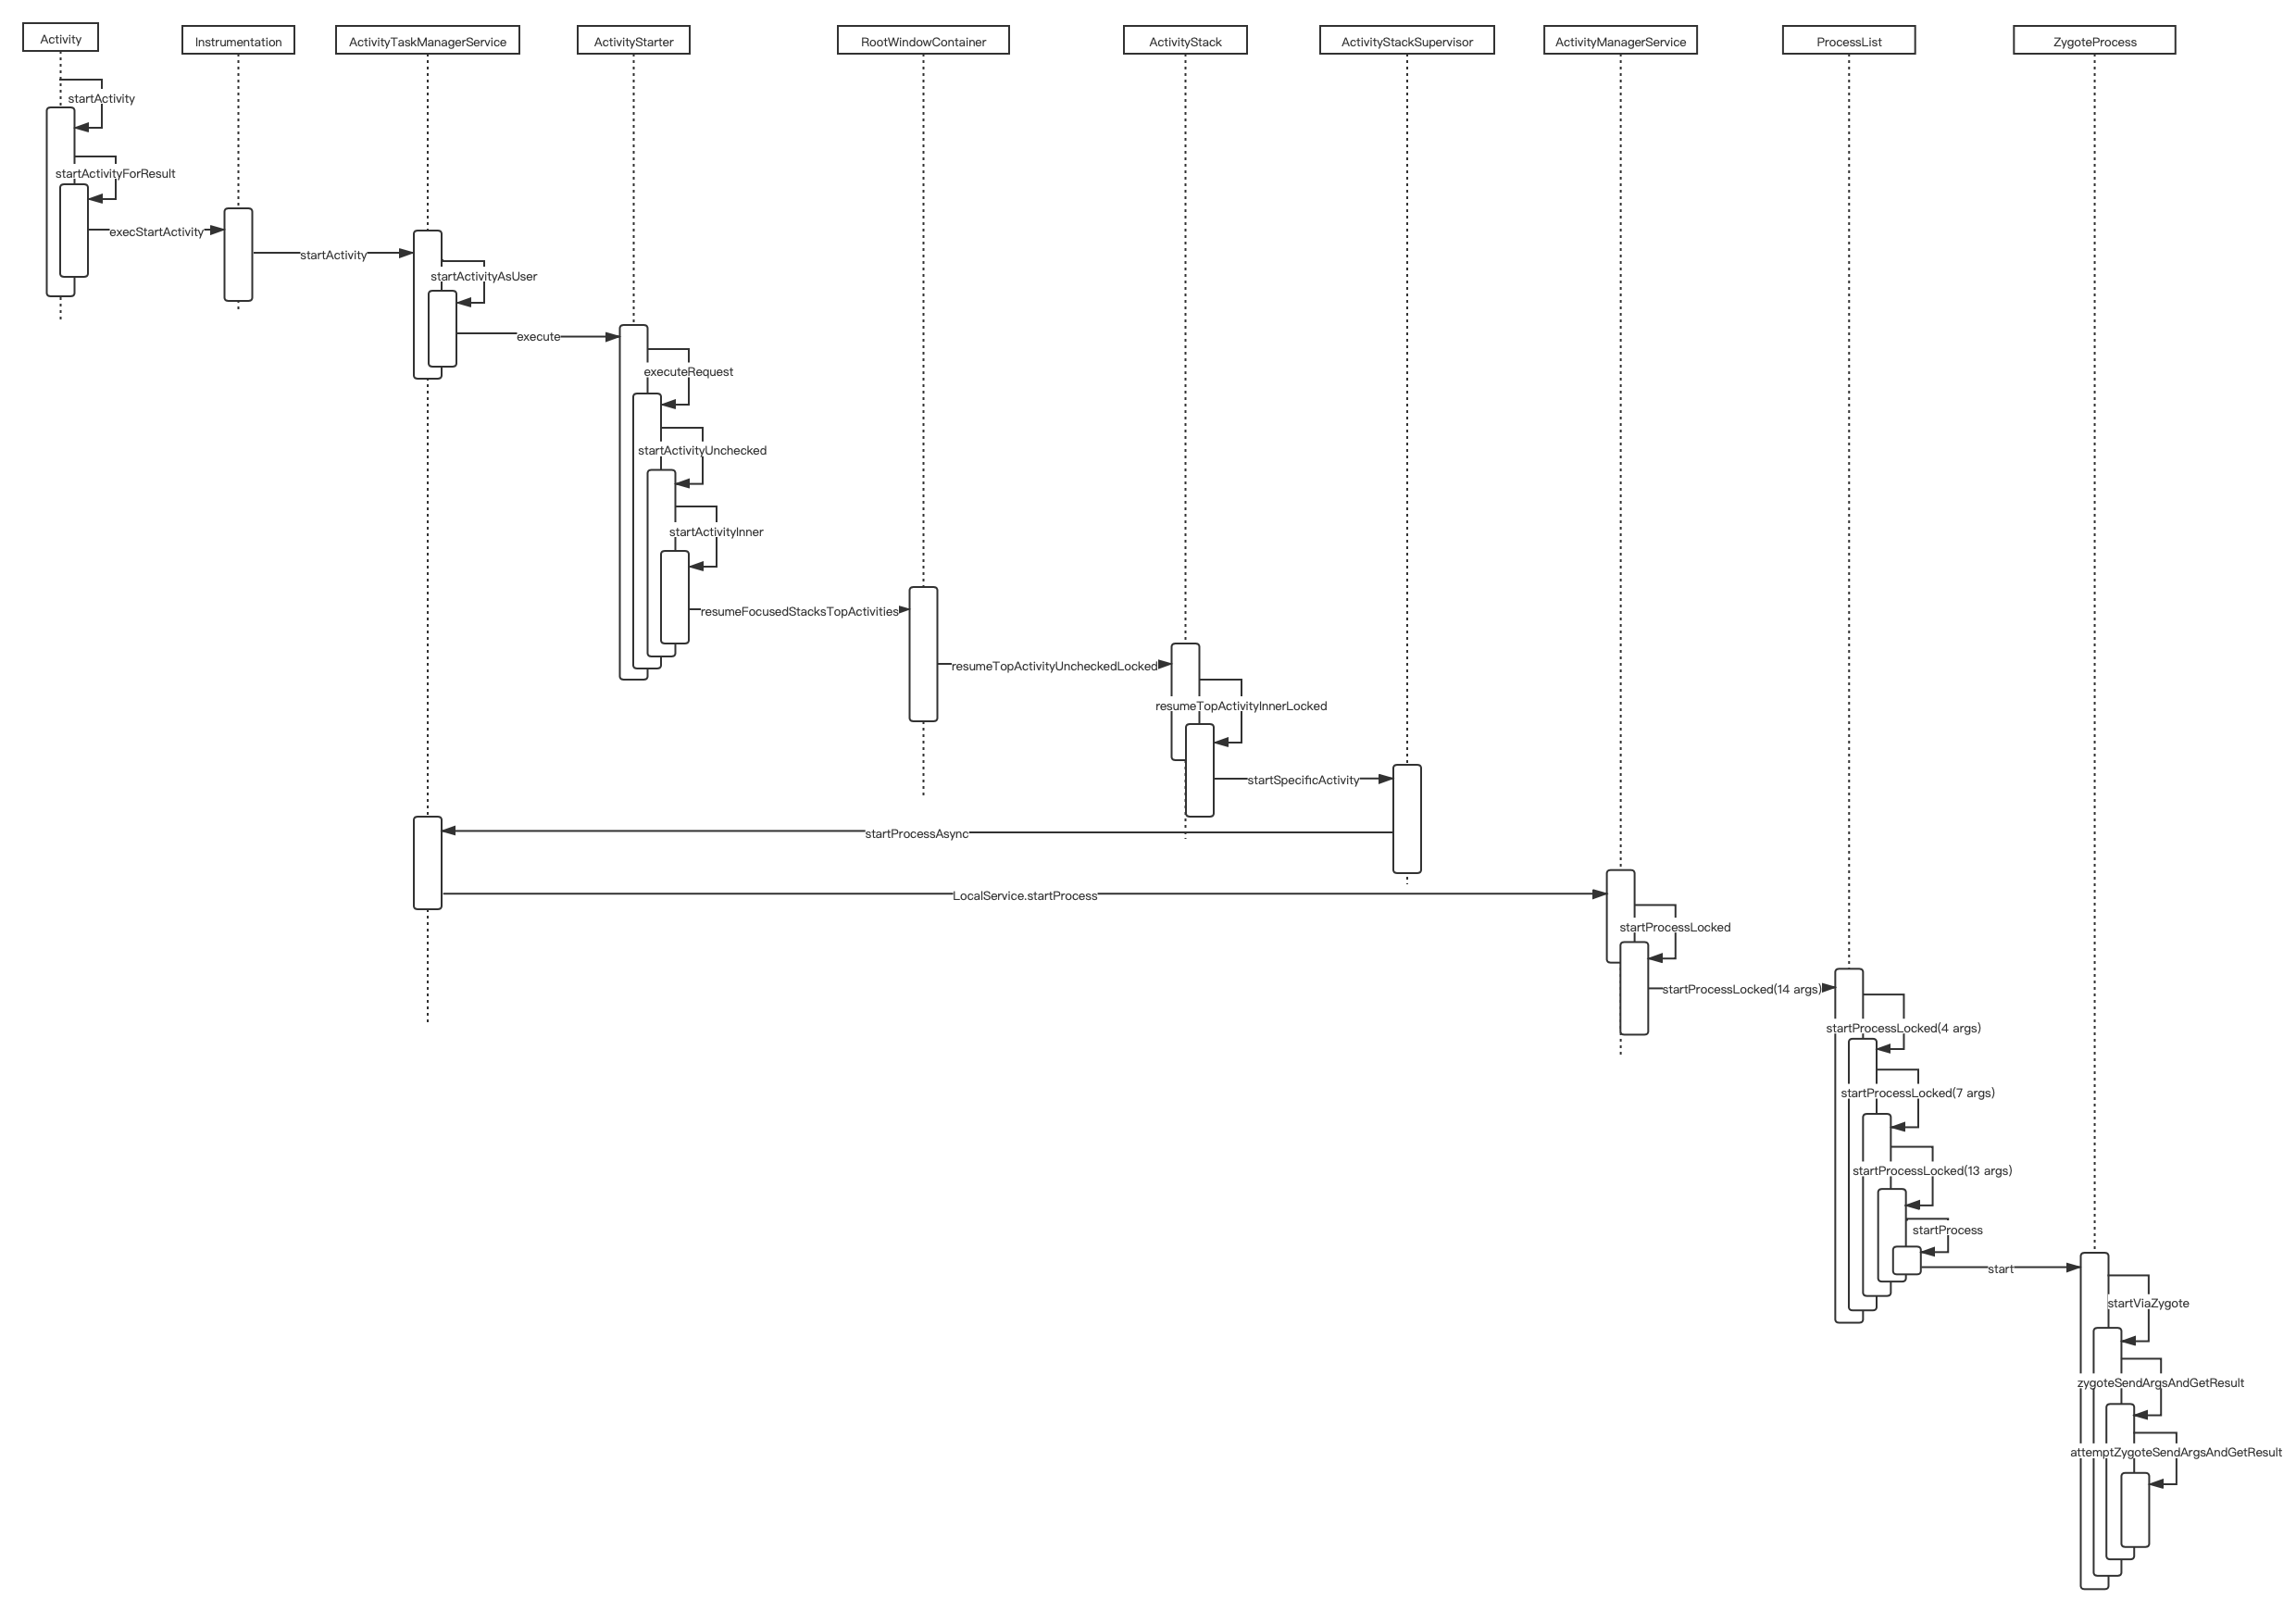 Activity
Instrumentation
ActivityTaskManagerService
ActivityStarter
RootWindowContainer
ActivityStack
ActivityStackSupervisor
ActivityManagerService
ProcessList
ZygoteProcess
startActivity
startActivityForResult
execStartActivity
startActivity
startActivityAsUser
execute
executeRequest
startActivityUnchecked
startActivityInner
resumeFocusedStacksTopActivities
resumeTopActivityUncheckedLocked
resumeTopActivityInnerLocked
startSpecificActivity
startProcessAsync
LocalService.startProcess
startProcessLocked
startProcessLocked(14 args)
startProcessLocked(4 args)
startProcessLocked(7 args)
startProcessLocked(13 args)
startProcess
start
startViaZygote
zygoteSendArgsAndGetResult
attemptZygoteSendArgsAndGetResult